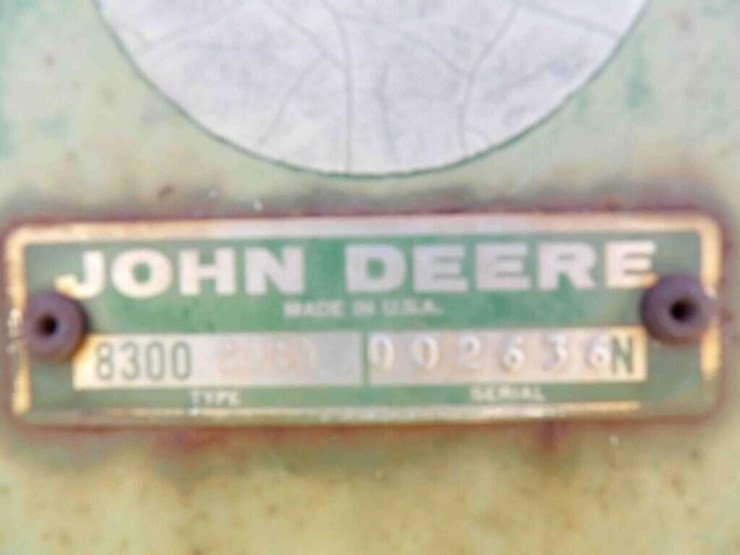 JOHN DEERE
MADE IN U.S.A.
8300 002636N
TYPE SERIAL